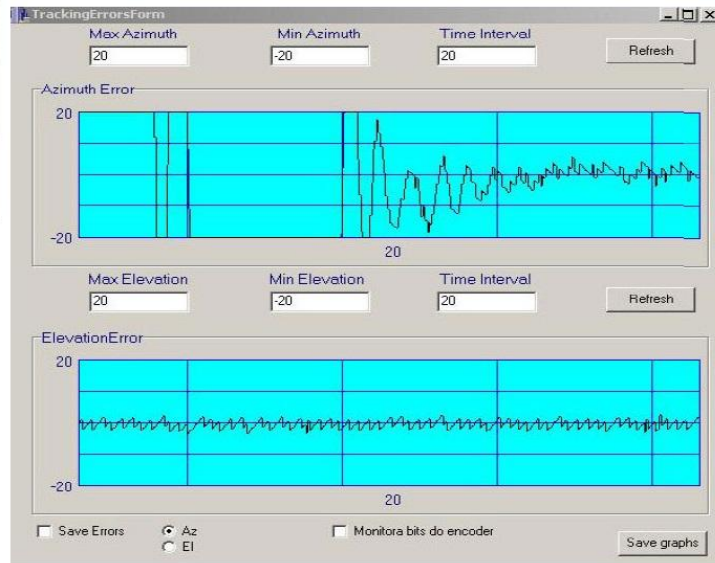 TrackingErrorsForm
Max Azimuth Min Azimuth Time Interval
20 -20 20 Refresh
Azimuth Error
20
-20
20
Max Elevation Min Elevation Time Interval
20 -20 20 Refresh
ElevationError
20
-20
20
Save Errors Az Monitora bits do encoder
El Save graphs